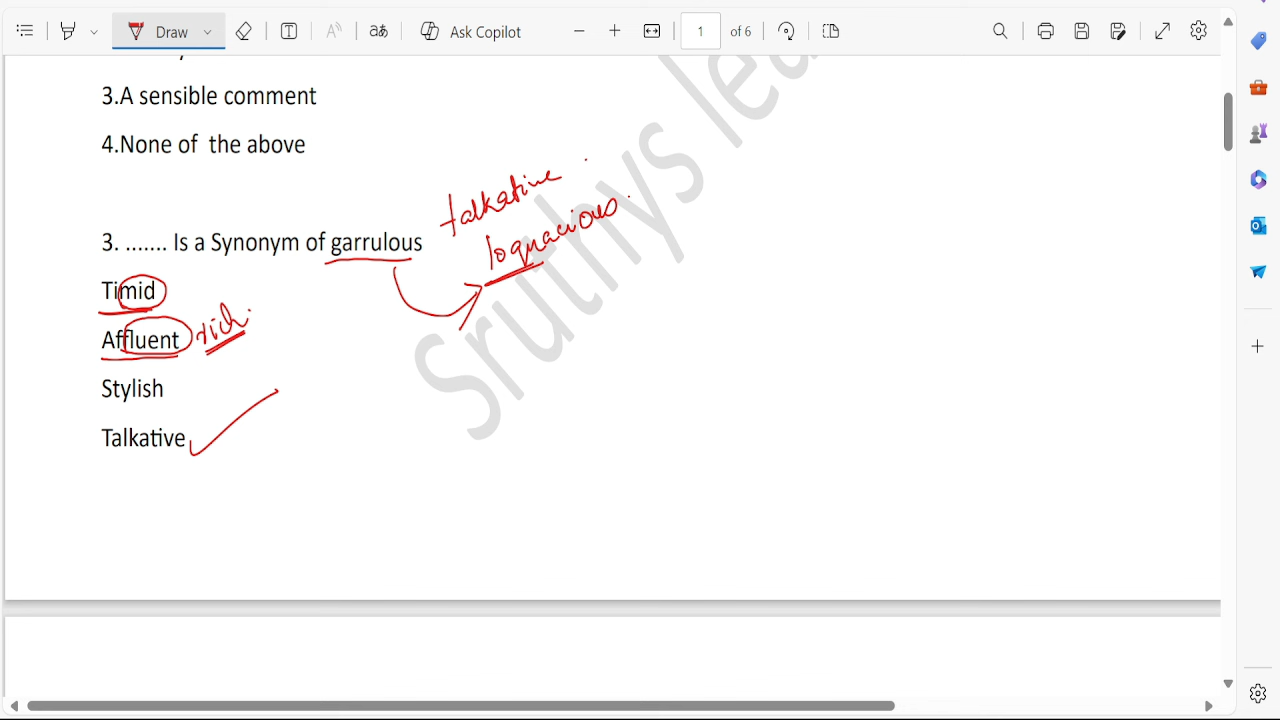 Draw
Ask Copilot
1 of 6
3.A sensible comment
4.None of the above
talkative
loquacious
3. ....... Is a Synonym of garrulous
Timid
Affluent rich
Stylish
Talkative
Sruthys lea